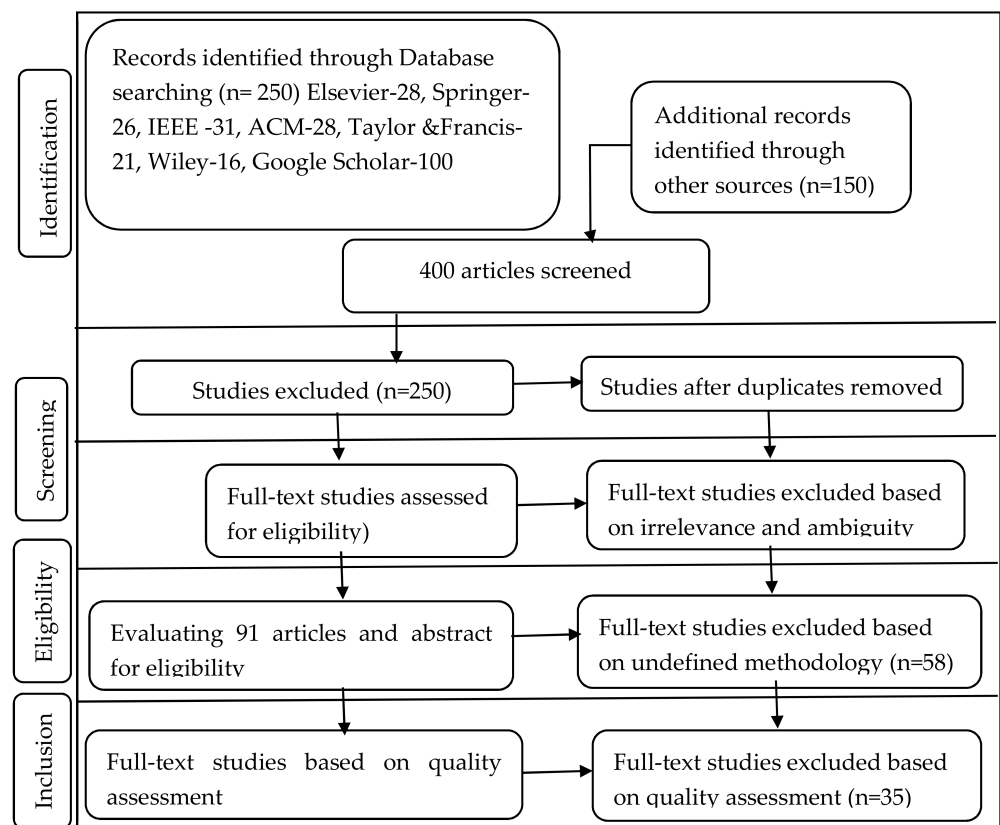 Identification
Records identified through Database
searching (n= 250) Elsevier-28, Springer-
26, IEEE -31, ACM-28, Taylor &Francis-
21, Wiley-16, Google Scholar-100
Additional records
identified through
other sources (n=150)
400 articles screened
Screening
Studies excluded (n=250)
Studies after duplicates removed
Full-text studies assessed
for eligibility)
Full-text studies excluded based
on irrelevance and ambiguity
Eligibility
Evaluating 91 articles and abstract
for eligibility
Full-text studies excluded based
on undefined methodology (n=58)
Inclusion
Full-text studies based on quality
assessment
Full-text studies excluded based
on quality assessment (n=35)